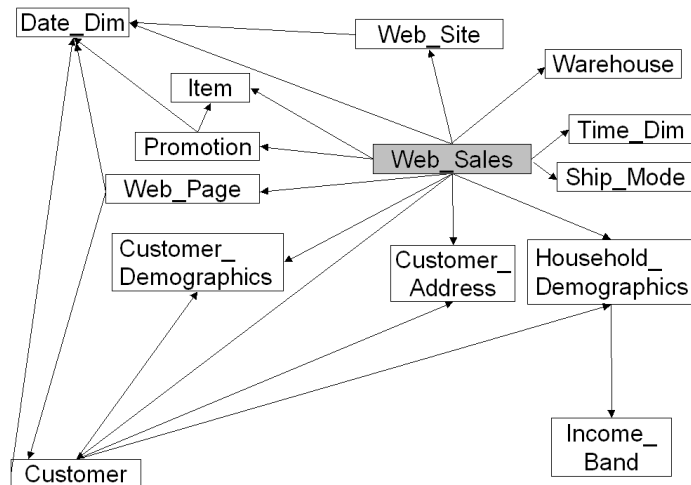 Date_Dim
Web_Site
Warehouse
Item
Time_Dim
Promotion
Web_Sales
Ship_Mode
Web_Page
Customer_
Demographics
Customer_
Address
Household_
Demographics
Income_
Band
Customer